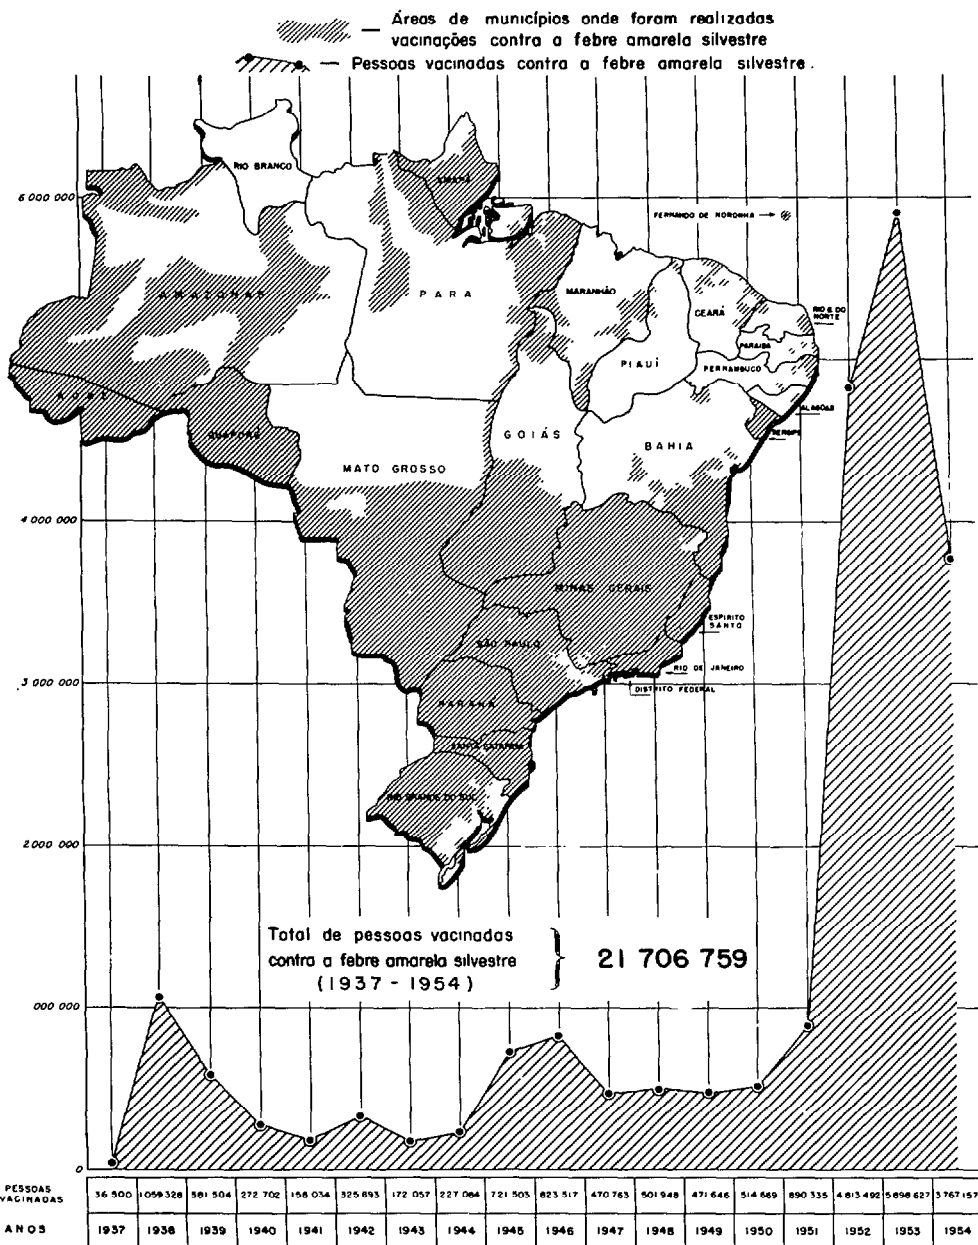 Áreas de municípios onde foram realizadas
vacinações contra a febre amarela silvestre
Pessoas vacinadas contra a febre amarela silvestre.
RIO BRANCO
AMAPÁ
6 000 000
FERNANDO DE NORONHA
AMAZONAS
PARA
MARANHÃO
CEARÁ
RIO G. DO
NORTE
PARAIBA
PIAUÍ
PERNAMBUCO
ACRE
ALAGOAS
GUAPORÉ
GOIÁS
SERGIPE
BAHIA
MATO GROSSO
4 000 000
MINAS GERAIS
ESPIRITO
SANTO
SÃO PAULO
RIO DE JANEIRO
3 000 000
DISTRITO FEDERAL
PARANÁ
SANTA CATARINA
RIO GRANDE DO SUL
2 000 000
Total de pessoas vacinadas
contra a febre amarela silvestre
(1937 - 1954)
21 706 759
000 000
0
PESSOAS
VACINADAS
36 500 1 059 328 581 504 272 702 158 034 325 693 172 057 227 084 721 503 823 517 470 763 501 948 471 646 514 669 890 335 4 813 492 5 898 627 3 767 157
ANOS 1937 1938 1939 1940 1941 1942 1943 1944 1945 1946 1947 1948 1949 1950 1951 1952 1953 1954